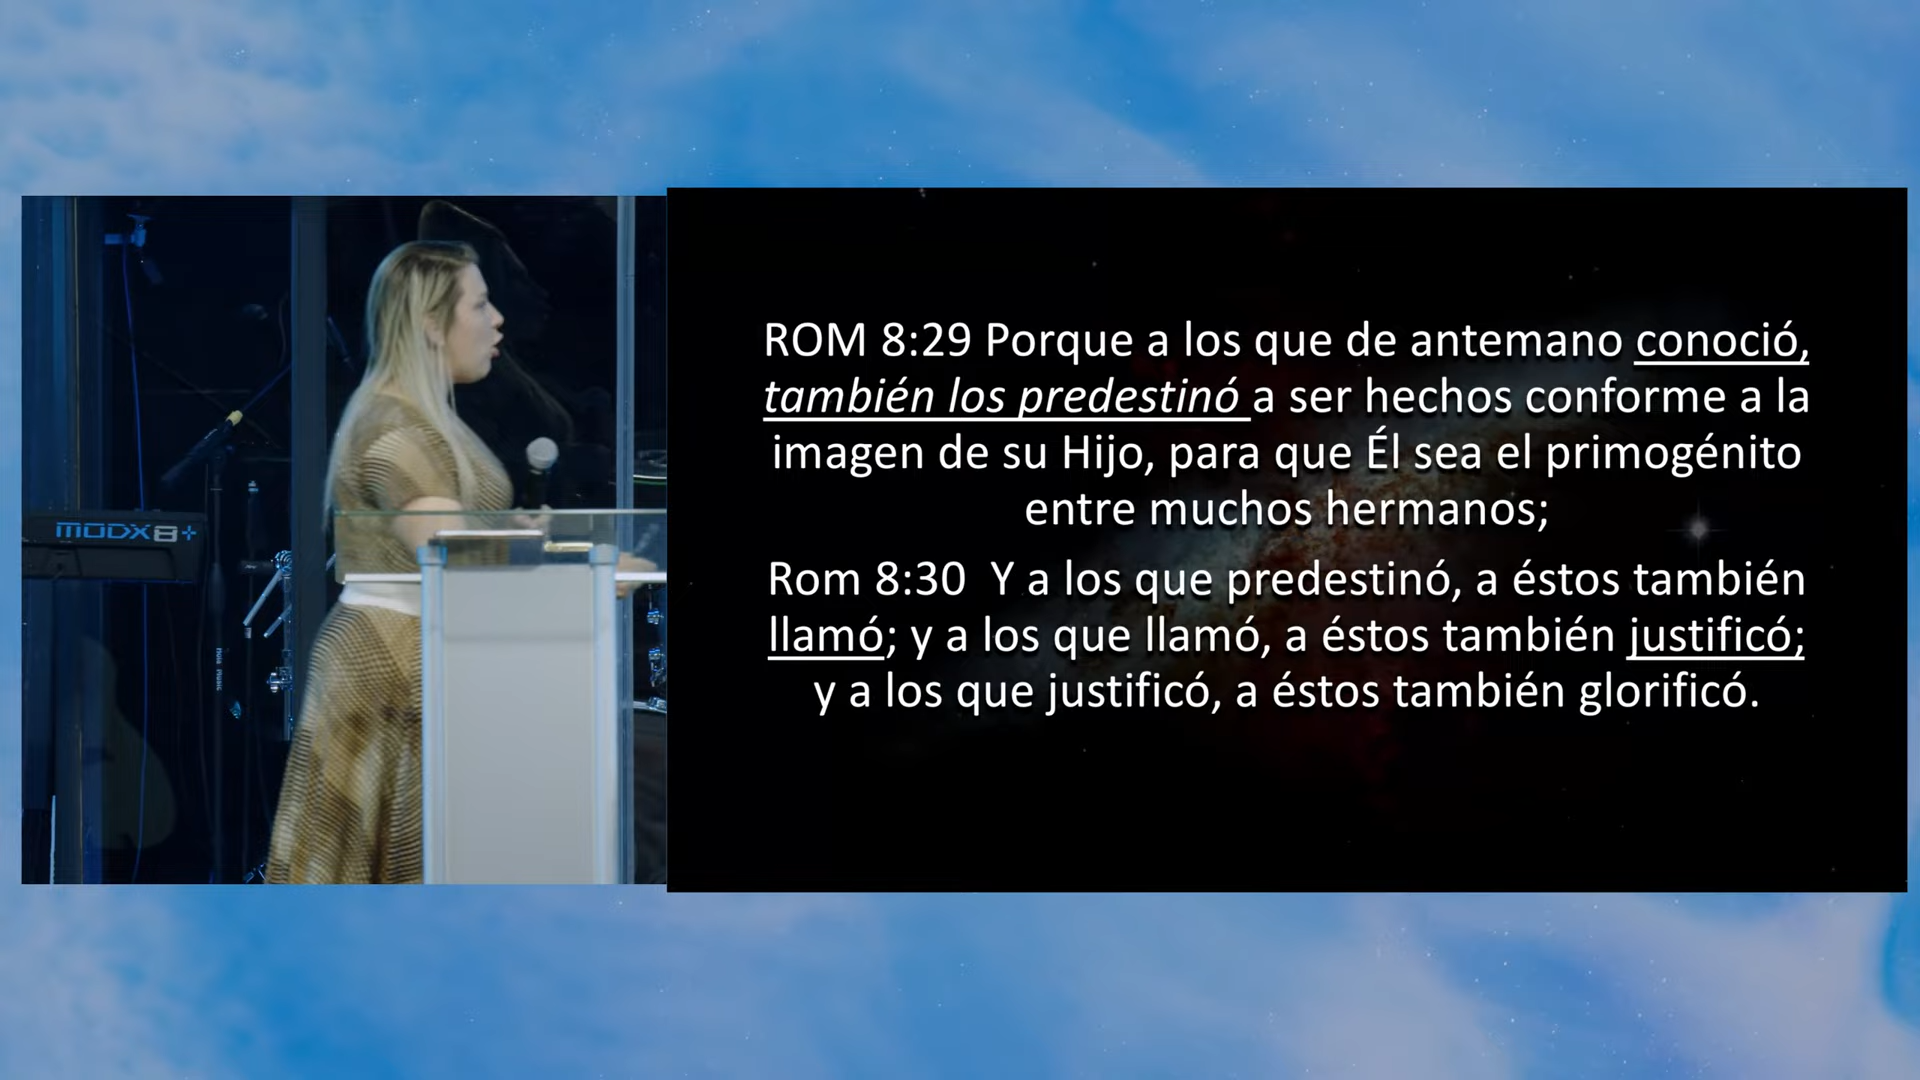 MODX8+
ROM 8:29 Porque a los que de antemano conoció,
también los predestinó a ser hechos conforme a la
imagen de su Hijo, para que Él sea el primogénito
entre muchos hermanos;
Rom 8:30  Y a los que predestinó, a éstos también
llamó; y a los que llamó, a éstos también justificó;
y a los que justificó, a éstos también glorificó.